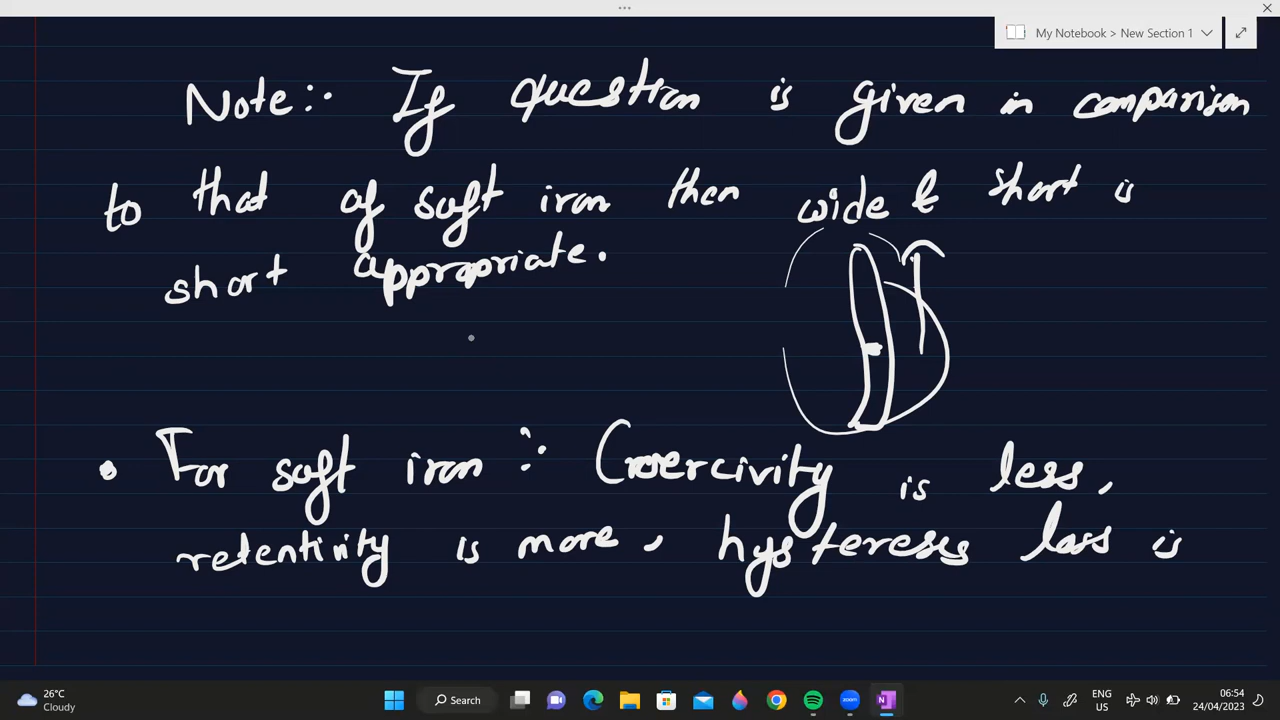 My Notebook > New Section 1
Note:- If question is given in comparison
to that of soft iron then wide & short is
short appropriate.
• For soft iron :- Coercivity is less,
retentivity is more, hysteresis loss is
26°C
Cloudy
Search
zoom
ENG
US
06:54
24/04/2023